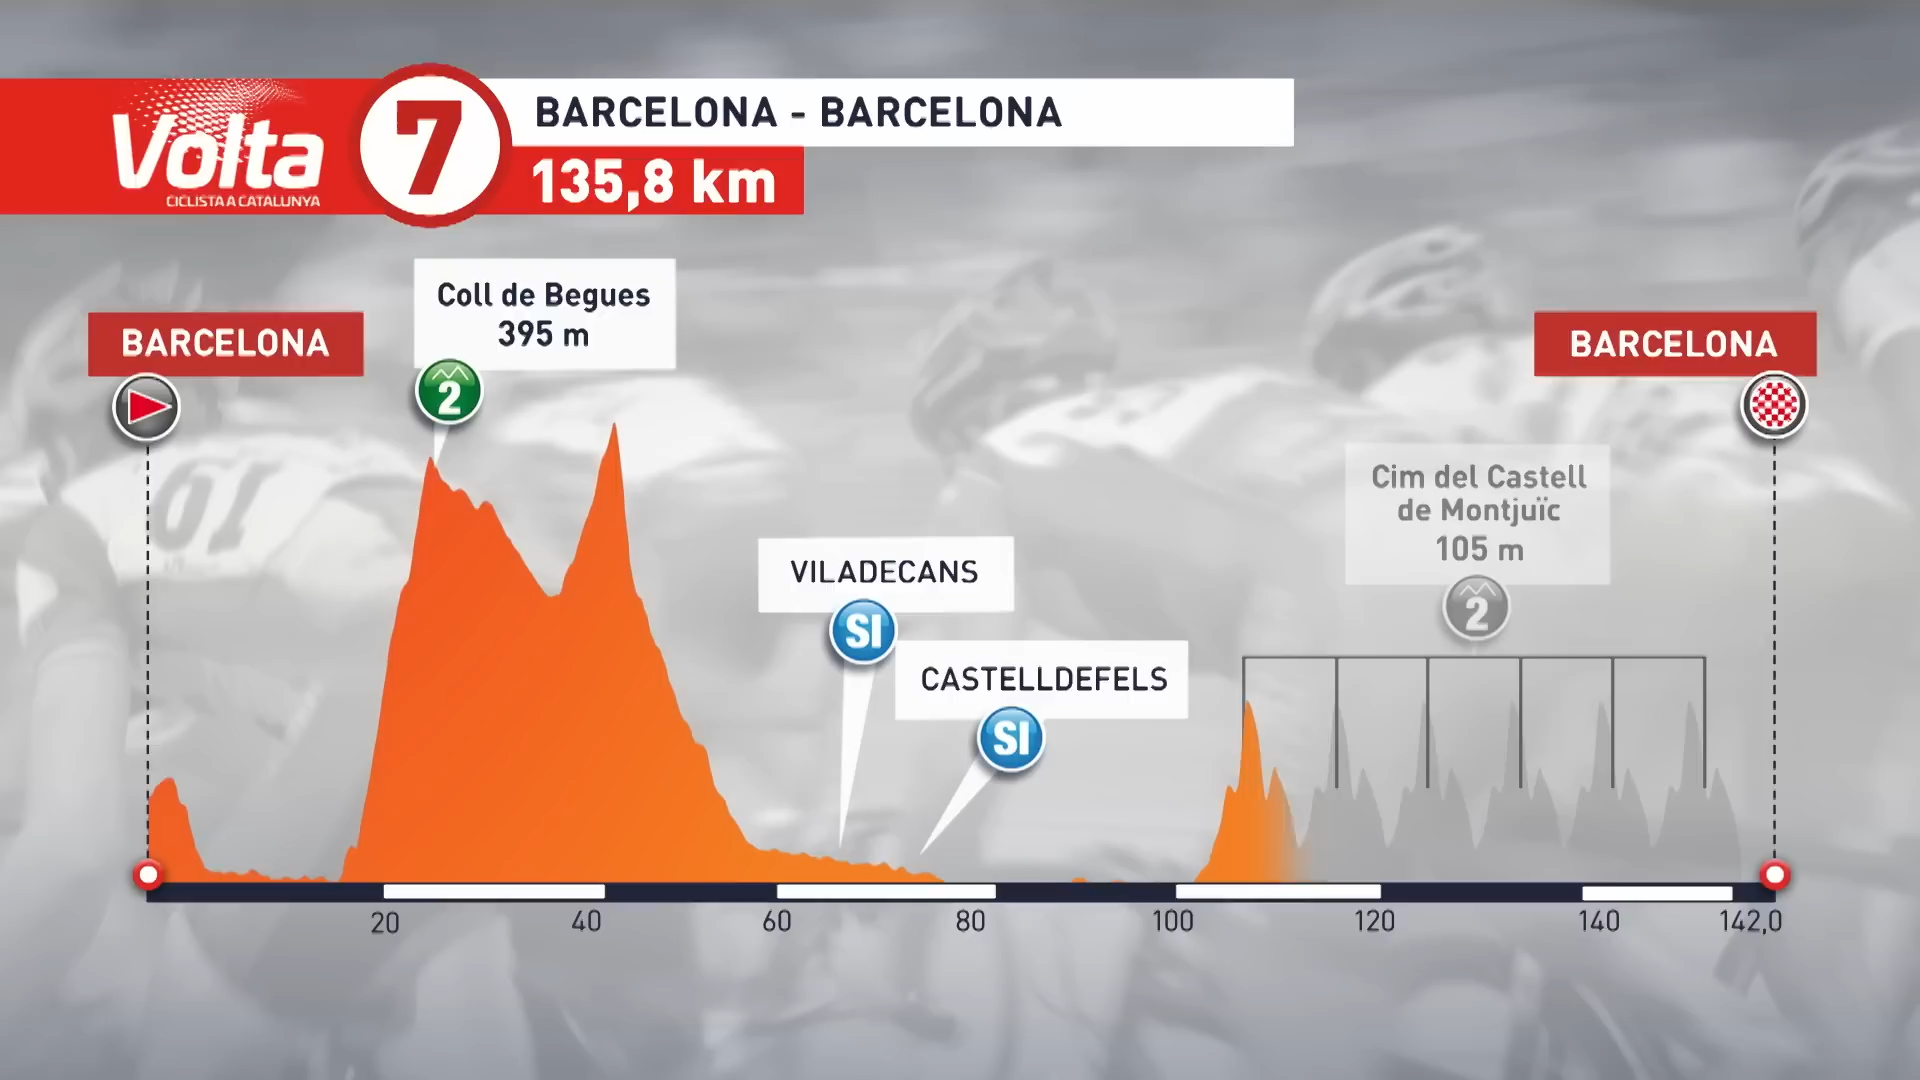 Volta
CICLISTA A CATALUNYA
7
BARCELONA - BARCELONA
135,8 km
BARCELONA
Coll de Begues
395 m
2
VILADECANS
SI
CASTELLDEFELS
SI
Cim del Castell
de Montjuïc
105 m
2
BARCELONA
20 40 60 80 100 120 140 142,0